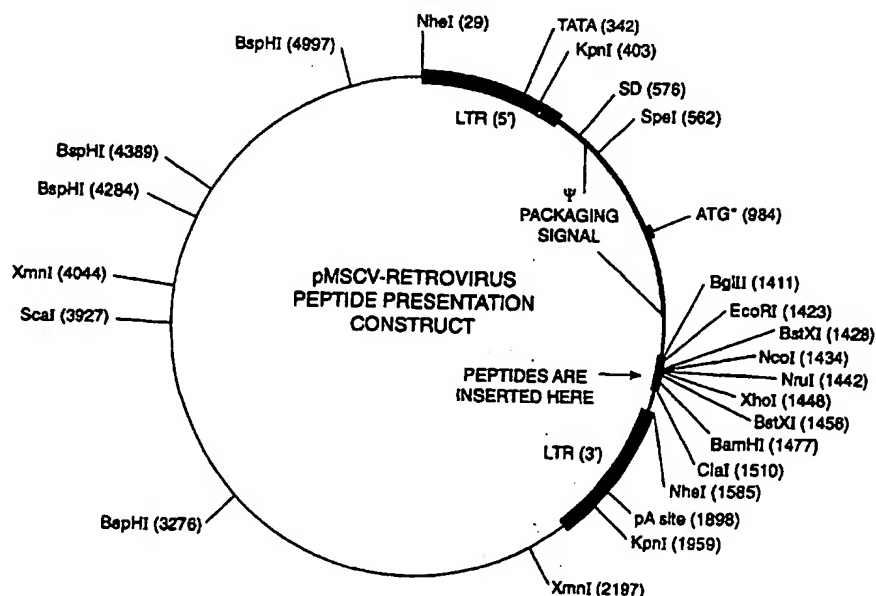 NheI (29)
TATA (342)
KpnI (403)
SD (576)
SpeI (562)
BspHI (4997)
LTR (5')
BspHI (4389)
BspHI (4284)
Ψ
PACKAGING
SIGNAL
ATG* (984)
XmnI (4044)
ScaI (3927)
pMSCV-RETROVIRUS
PEPTIDE PRESENTATION
CONSTRUCT
BglII (1411)
EcoRI (1423)
BstXI (1428)
NcoI (1434)
NruI (1442)
XhoI (1448)
BstXI (1458)
BamHI (1477)
ClaI (1510)
NheI (1585)
PEPTIDES ARE
INSERTED HERE
LTR (3')
pA site (1898)
KpnI (1959)
BspHI (3276)
XmnI (2197)